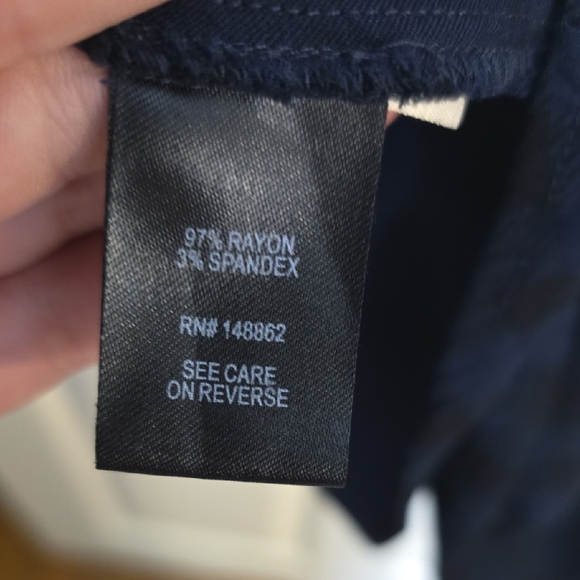 97% RAYON
3% SPANDEX
RN# 148862
SEE CARE
ON REVERSE